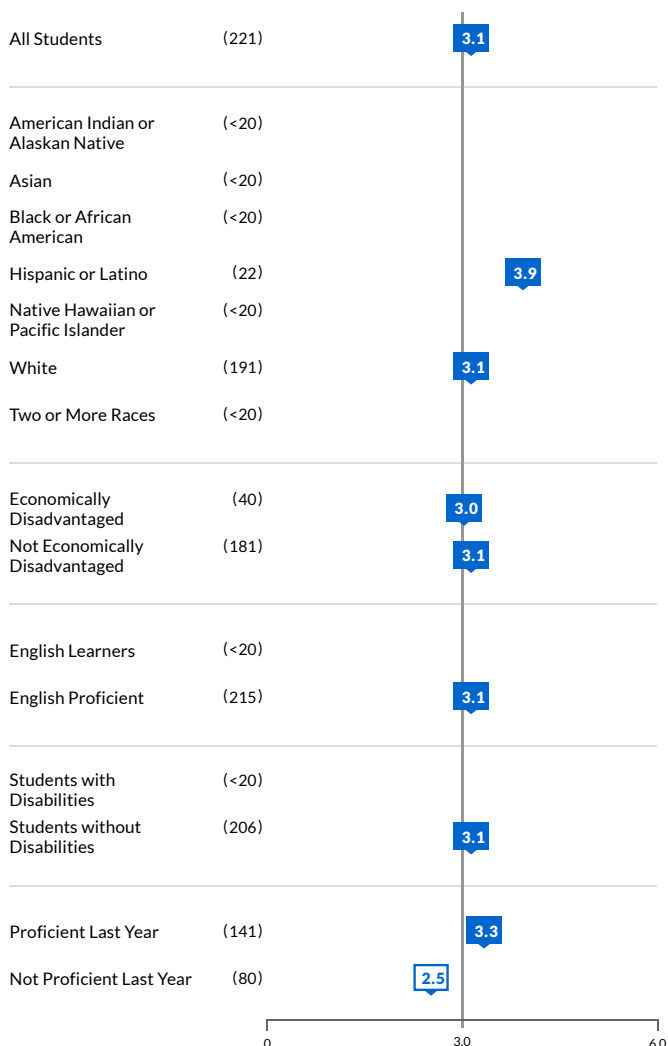 All Students (221) 3.1
American Indian or (<20)
Alaskan Native
Asian (<20)
Black or African (<20)
American
Hispanic or Latino (22) 3.9
Native Hawaiian or (<20)
Pacific Islander
White (191) 3.1
Two or More Races (<20)
Economically (40) 3.0
Disadvantaged
Not Economically (181) 3.1
Disadvantaged
English Learners (<20)
English Proficient (215) 3.1
Students with (<20)
Disabilities
Students without (206) 3.1
Disabilities
Proficient Last Year (141) 3.3
Not Proficient Last Year (80) 2.5
0 3.0 6.0